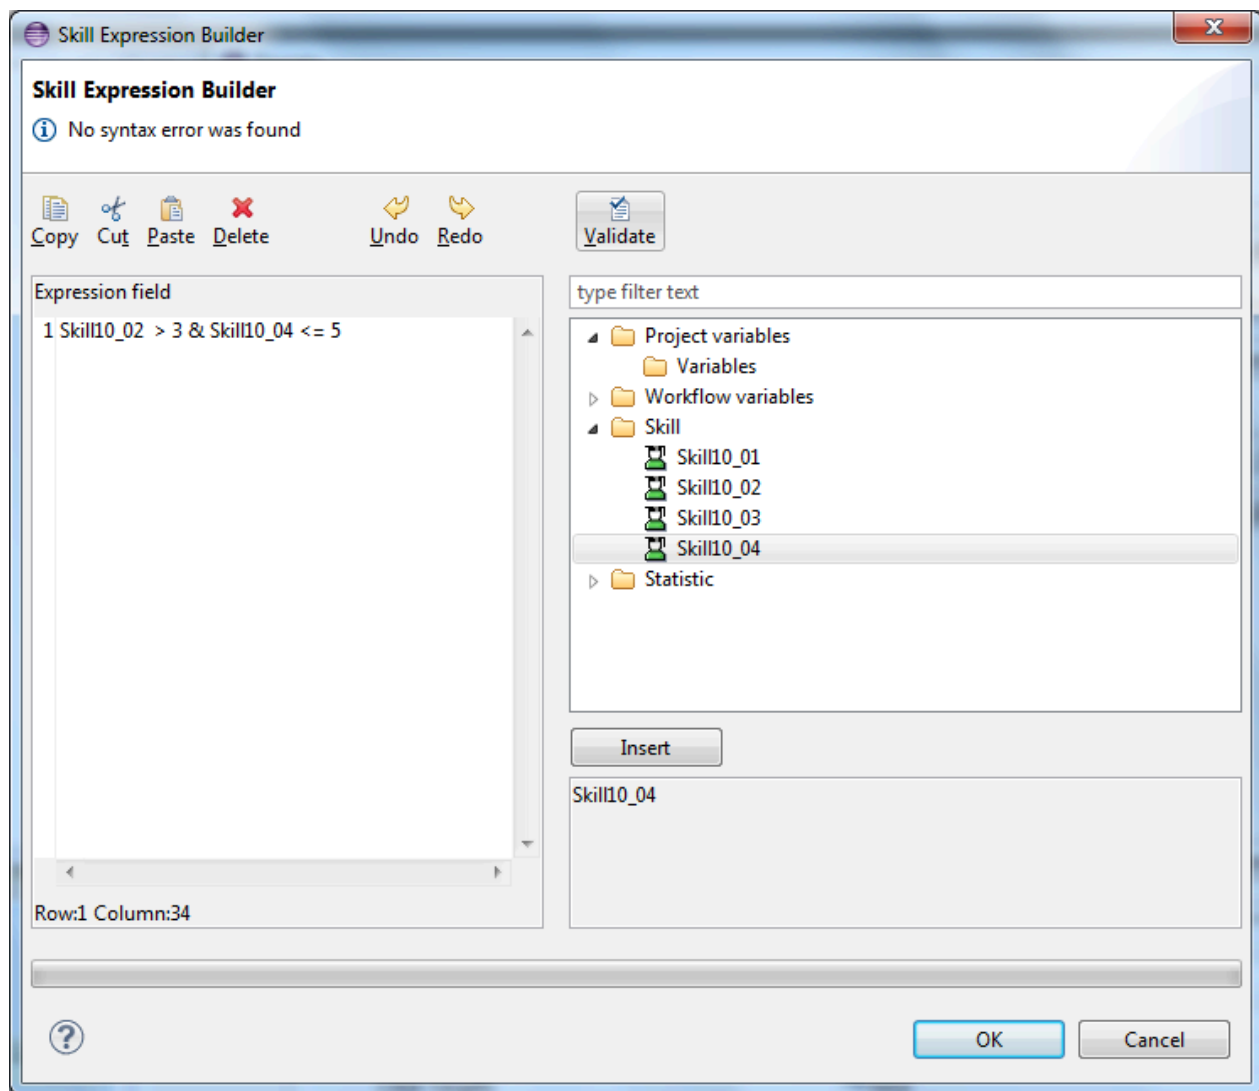 Skill Expression Builder
Skill Expression Builder
No syntax error was found
Copy Cut Paste Delete Undo Redo Validate
Expression field
1 Skill10_02  > 3 & Skill10_04 <= 5
Row:1 Column:34
type filter text
Project variables
Variables
Workflow variables
Skill
Skill10_01
Skill10_02
Skill10_03
Skill10_04
Statistic
Insert
Skill10_04
OK Cancel